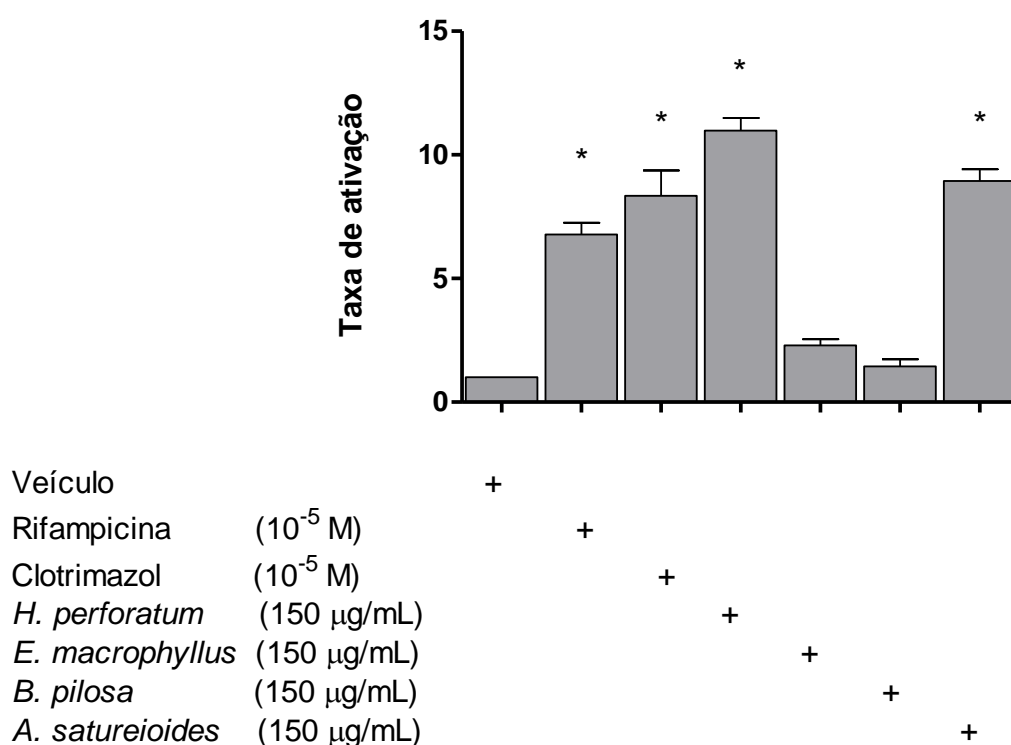 15
*
*
*
*
10
5
0
Taxa de ativação
Veículo +
Rifampicina (10⁻⁵ M) +
Clotrimazol (10⁻⁵ M) +
H. perforatum (150 µg/mL) +
E. macrophyllus (150 µg/mL) +
B. pilosa (150 µg/mL) +
A. satureioides (150 µg/mL) +